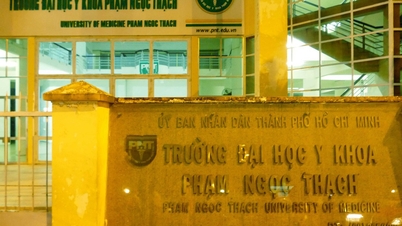 TRƯỜNG ĐẠI HỌC Y KHOA PHẠM NGỌC THẠCH
UNIVERSITY OF MEDICINE PHAM NGOC THACH
www.pnt.edu.vn
ỦY BAN NHÂN DÂN THÀNH PHỐ HỒ CHÍ MINH
PNT
TRƯỜNG ĐẠI HỌC Y KHOA
PHẠM NGỌC THẠCH
PHAM NGOC THACH UNIVERSITY OF MEDICINE